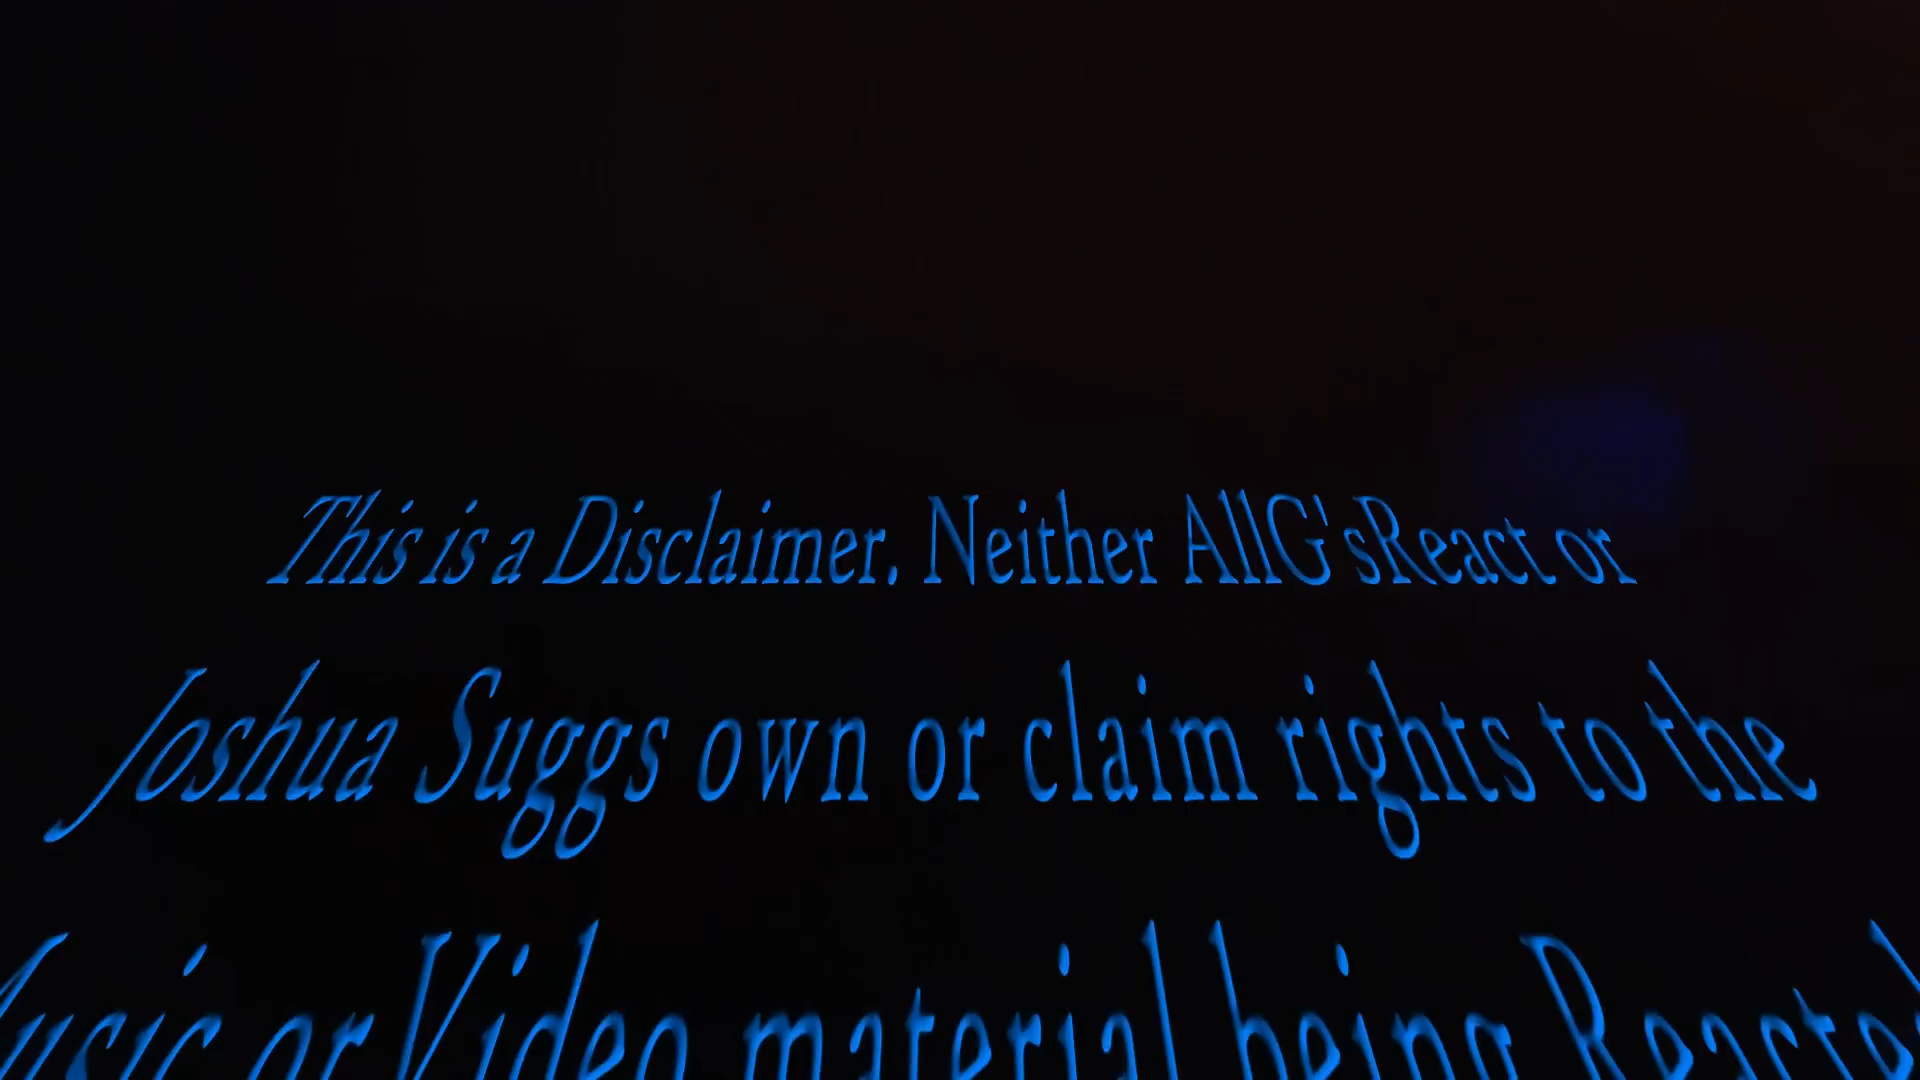 This is a Disclaimer. Neither AllG'sReact or
Joshua Suggs own or claim rights to the
Music or Video material being